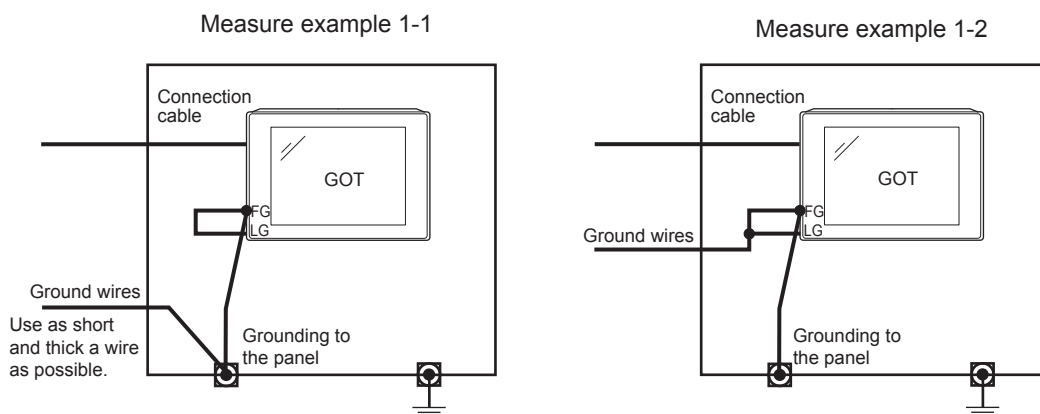 Measure example 1-1
Connection
cable
GOT
FG
LG
Ground wires
Use as short
and thick a wire
as possible.
Grounding to
the panel
Measure example 1-2
Connection
cable
GOT
FG
LG
Ground wires
Grounding to
the panel